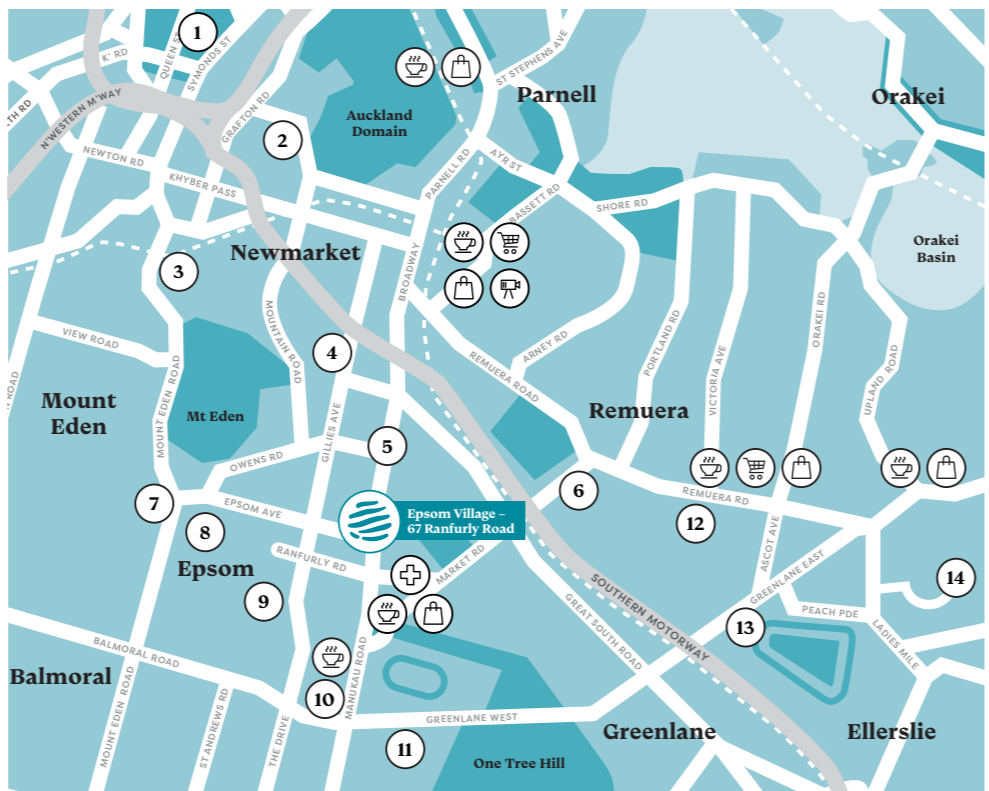 1
K' RD
QUEEN ST
SYMONDS ST
ST STEPHENS AVE
Parnell
Orakei
LTH RD
N'WESTERN M'WAY
GRAFTON RD
Auckland
Domain
2
NEWTON RD
KHYBER PASS
PARNELL RD
AYR ST
BASSETT RD
SHORE RD
Newmarket
3
BROADWAY
Orakei
Basin
VIEW ROAD
MOUNTAIN ROAD
4
REMUERA ROAD
ARNEY RD
PORTLAND RD
VICTORIA AVE
ORAKEI RD
UPLAND ROAD
N ROAD
Mount
Eden
MOUNT EDEN ROAD
Mt Eden
GILLIES AVE
Remuera
5
OWENS RD
6
REMUERA RD
7
EPSOM AVE
8
Epsom Village –
67 Ranfurly Road
12
Epsom
RANFURLY RD
MARKET RD
ASCOT AVE
GREENLANE EAST
14
9
SOUTHERN MOTORWAY
GREAT SOUTH ROAD
PEACH PDE
13
LADIES MILE
BALMORAL ROAD
Balmoral
10
MANUKAU ROAD
MOUNT EDEN ROAD
ST ANDREWS RD
THE DRIVE
GREENLANE WEST
11
Greenlane
Ellerslie
One Tree Hill